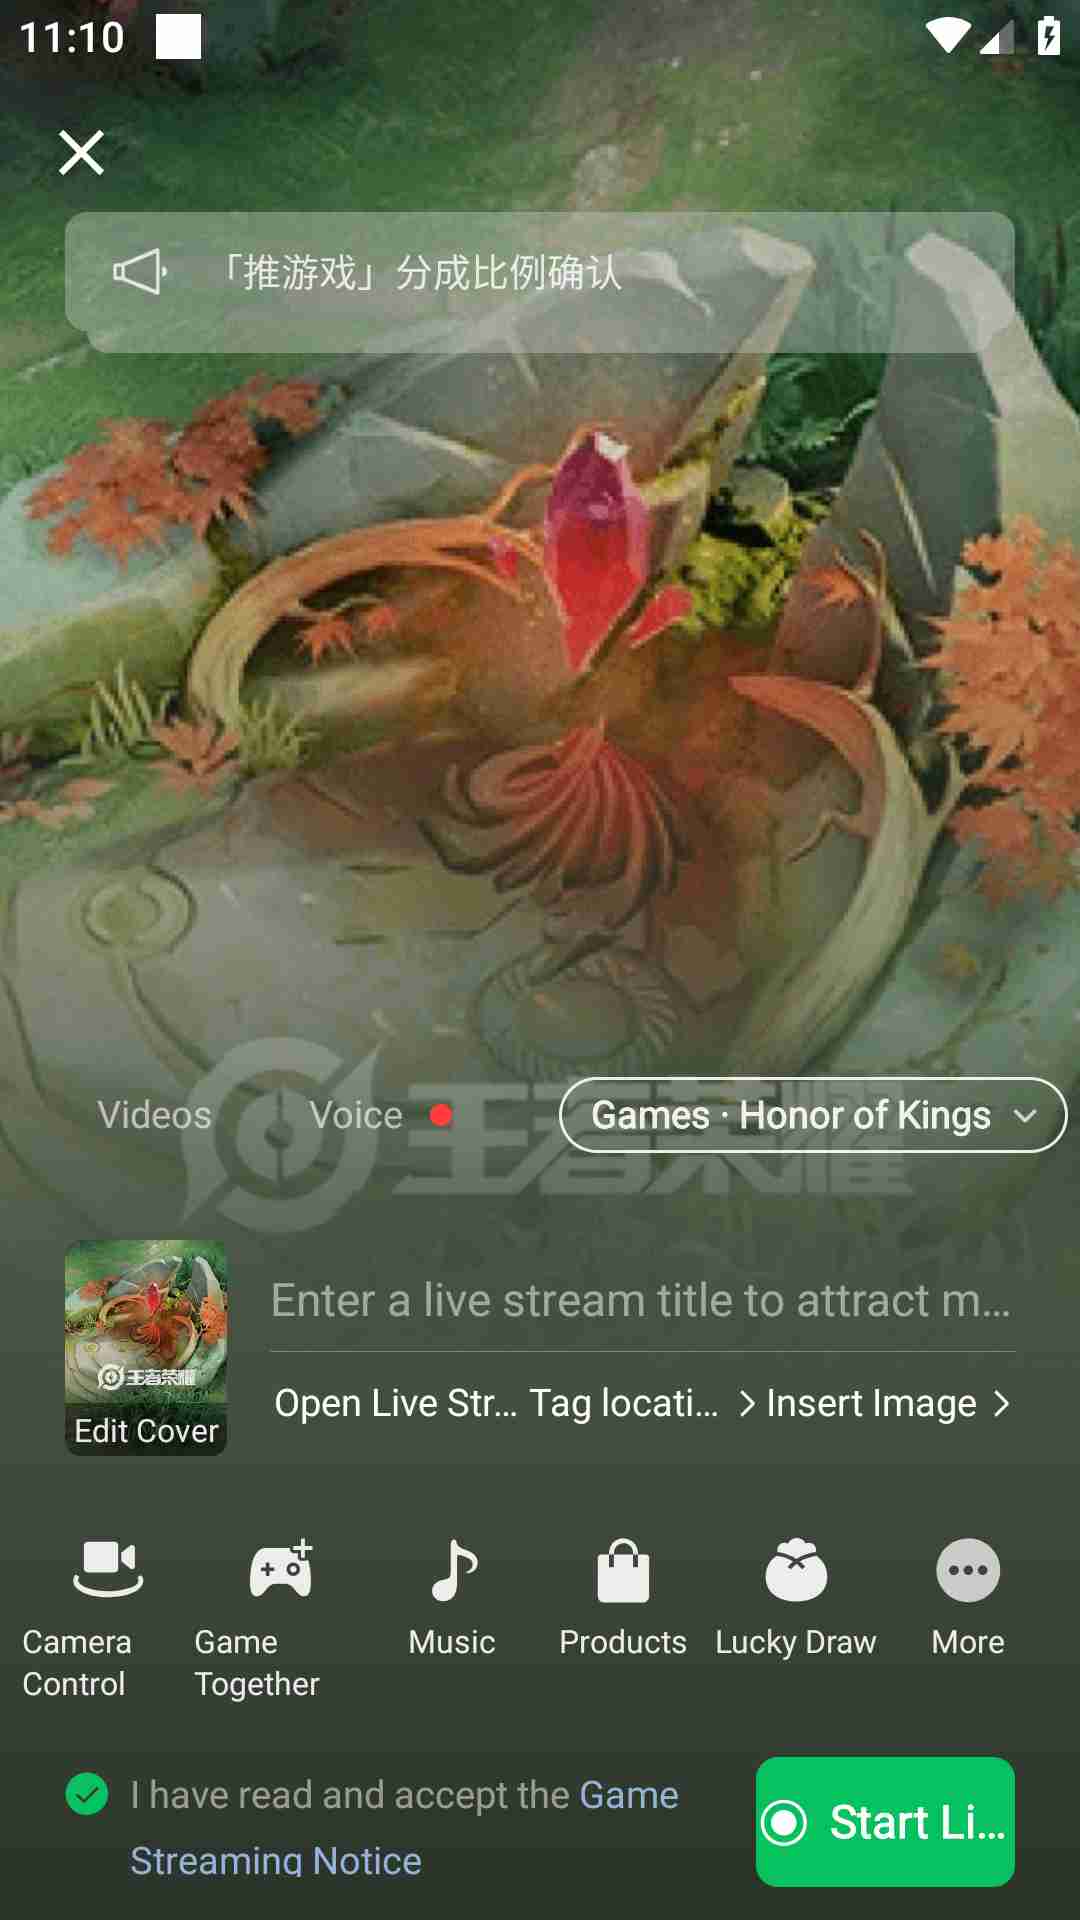 11:10
「推游戏」分成比例确认
Videos
Voice
Games · Honor of Kings
王者荣耀
Enter a live stream title to attract m...
王者荣耀
Edit Cover
Open Live Str...
Tag locati...
Insert Image
Camera Control
Game Together
Music
Products
Lucky Draw
More
I have read and accept the Game
Streaming Notice
Start Li...